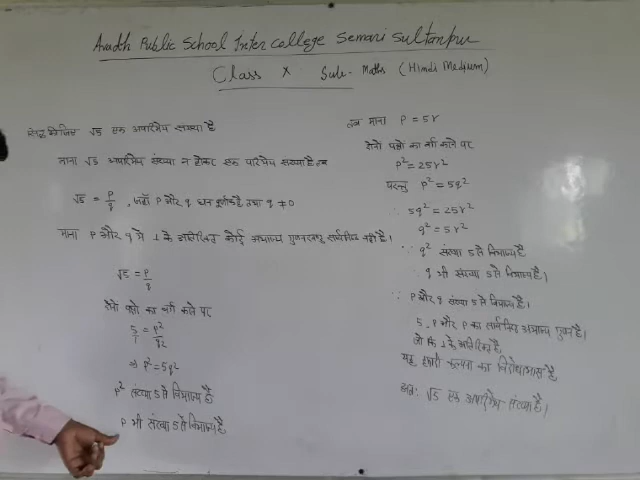 Avadh Public School Inter college Semari Sultanpur
Class X Sub- Maths (Hindi Medium)
सिद्ध कीजिए √5 एक अपरिमेय संख्या है
माना √5 अपरिमेय संख्या न होकर एक परिमेय संख्या है तब
√5 = p/q , जहाँ P और q धन पूर्णांक है तथा q ≠ 0
माना P और q में 1 के अतिरिक्त कोई अभाज्य गुणनखण्ड सार्वनिष्ठ नहीं है।
√5 = p/q
दोनो पक्षो का वर्ग करने पर
5/1 = p²/q²
⇒ p² = 5q²
p² संख्या 5 से विभाज्य है
P भी संख्या 5 से विभाज्य है
अब माना P = 5r
दोनो पक्षो का वर्ग करने पर
p² = 25r²
परन्तु p² = 5q²
∴ 5q² = 25r²
q² = 5r²
∵ q² संख्या 5 से विभाज्य है
q भी संख्या 5 से विभाज्य है।
∵ P और q संख्या 5 से विभाज्य है।
5, P और P का सार्वनिष्ठ अभाज्य गुणन है।
जो कि 1 के अतिरिक्त है
यह हमारी कल्पना का विरोधाभास है
अतः √5 एक अपरिमेय संख्या है।